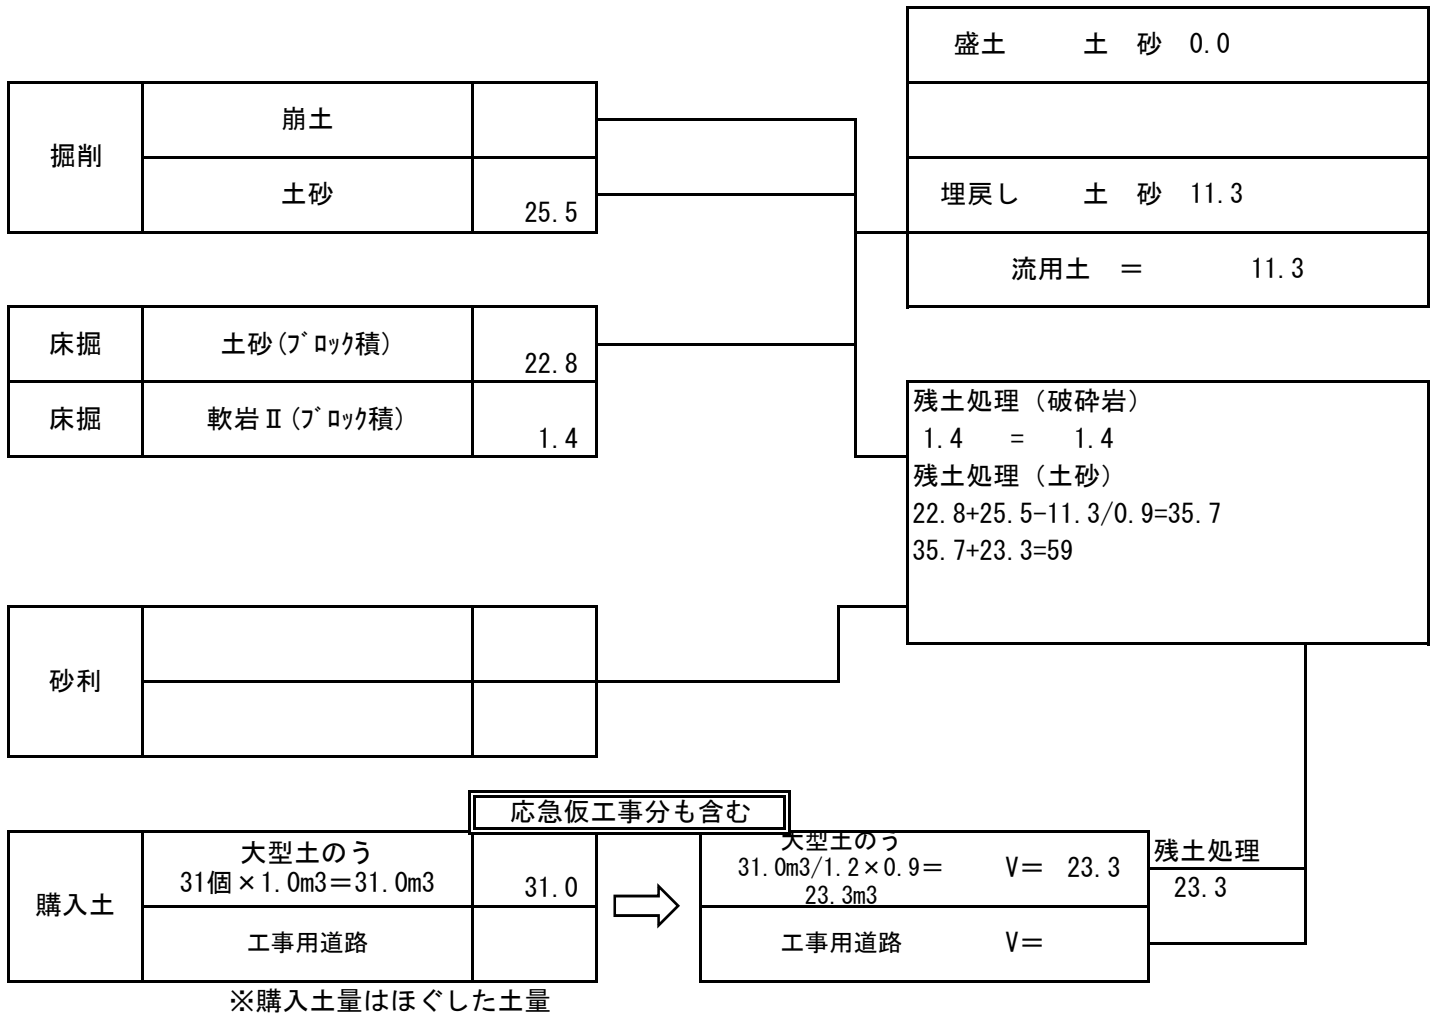 盛土 土 砂 0.0
掘削 崩土
土砂 25.5
埋戻し 土 砂 11.3
流用土 ＝ 11.3
床掘 土砂(ﾌﾞﾛｯｸ積) 22.8
床掘 軟岩Ⅱ(ﾌﾞﾛｯｸ積) 1.4
残土処理（破砕岩）
1.4 = 1.4
残土処理（土砂）
22.8+25.5-11.3/0.9=35.7
35.7+23.3=59
砂利
応急仮工事分も含む
購入土
大型土のう
31個×1.0m3＝31.0m3 31.0
工事用道路
大型土のう
31.0m3/1.2×0.9＝ V＝ 23.3
23.3m3
工事用道路 V＝
残土処理
23.3
※購入土量はほぐした土量